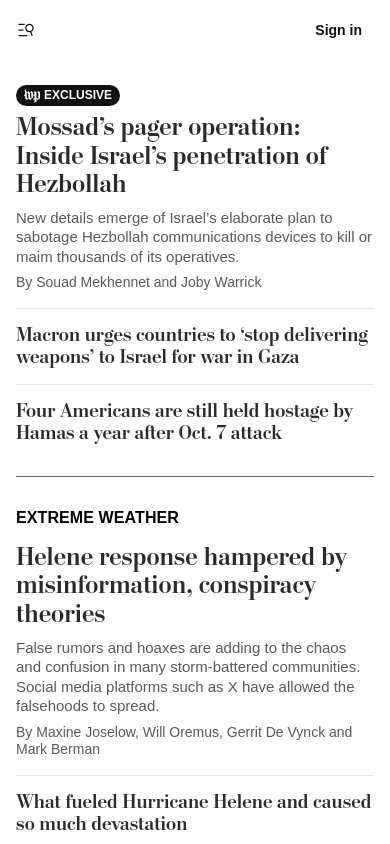 Sign in
wp EXCLUSIVE
Mossad’s pager operation:
Inside Israel’s penetration of
Hezbollah
New details emerge of Israel’s elaborate plan to
sabotage Hezbollah communications devices to kill or
maim thousands of its operatives.
By Souad Mekhennet and Joby Warrick
Macron urges countries to ‘stop delivering
weapons’ to Israel for war in Gaza
Four Americans are still held hostage by
Hamas a year after Oct. 7 attack
EXTREME WEATHER
Helene response hampered by
misinformation, conspiracy
theories
False rumors and hoaxes are adding to the chaos
and confusion in many storm-battered communities.
Social media platforms such as X have allowed the
falsehoods to spread.
By Maxine Joselow, Will Oremus, Gerrit De Vynck and
Mark Berman
What fueled Hurricane Helene and caused
so much devastation